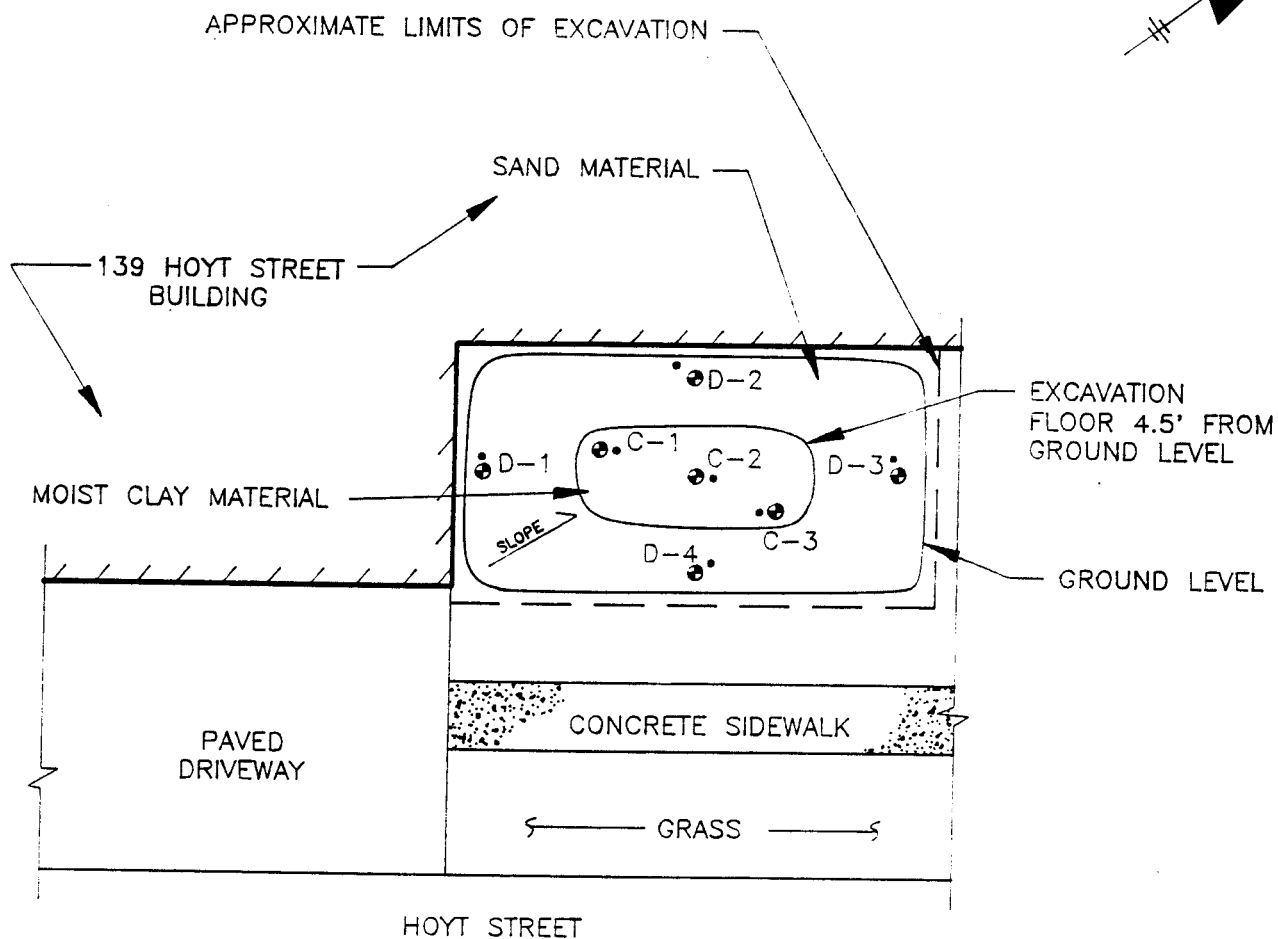 APPROXIMATE LIMITS OF EXCAVATION
SAND MATERIAL
139 HOYT STREET
BUILDING
D-2
EXCAVATION
FLOOR 4.5' FROM
GROUND LEVEL
C-1
D-1
C-2
D-3
MOIST CLAY MATERIAL
SLOPE
C-3
D-4
GROUND LEVEL
CONCRETE SIDEWALK
PAVED
DRIVEWAY
GRASS
HOYT STREET